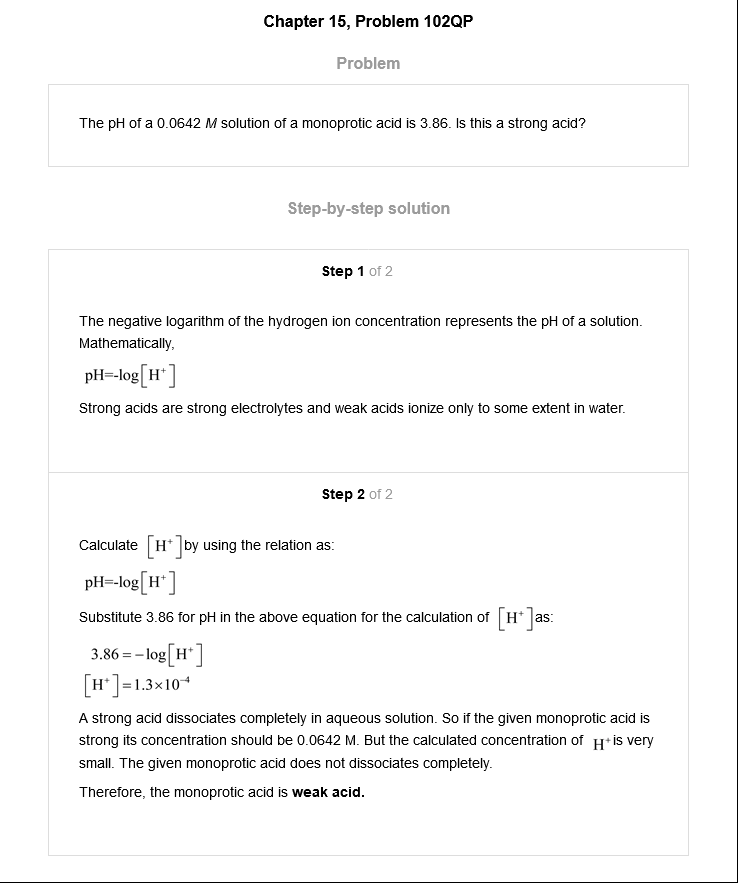 Chapter 15, Problem 102QP
Problem
The pH of a 0.0642 M solution of a monoprotic acid is 3.86. Is this a strong acid?
Step-by-step solution
Step 1 of 2
The negative logarithm of the hydrogen ion concentration represents the pH of a solution.
Mathematically,
pH=-log[H⁺]
Strong acids are strong electrolytes and weak acids ionize only to some extent in water.
Step 2 of 2
Calculate [H⁺] by using the relation as:
pH=-log[H⁺]
Substitute 3.86 for pH in the above equation for the calculation of [H⁺] as:
3.86 = − log[H⁺]
[H⁺] = 1.3×10⁻⁴
A strong acid dissociates completely in aqueous solution. So if the given monoprotic acid is
strong its concentration should be 0.0642 M. But the calculated concentration of H⁺ is very
small. The given monoprotic acid does not dissociates completely.
Therefore, the monoprotic acid is weak acid.